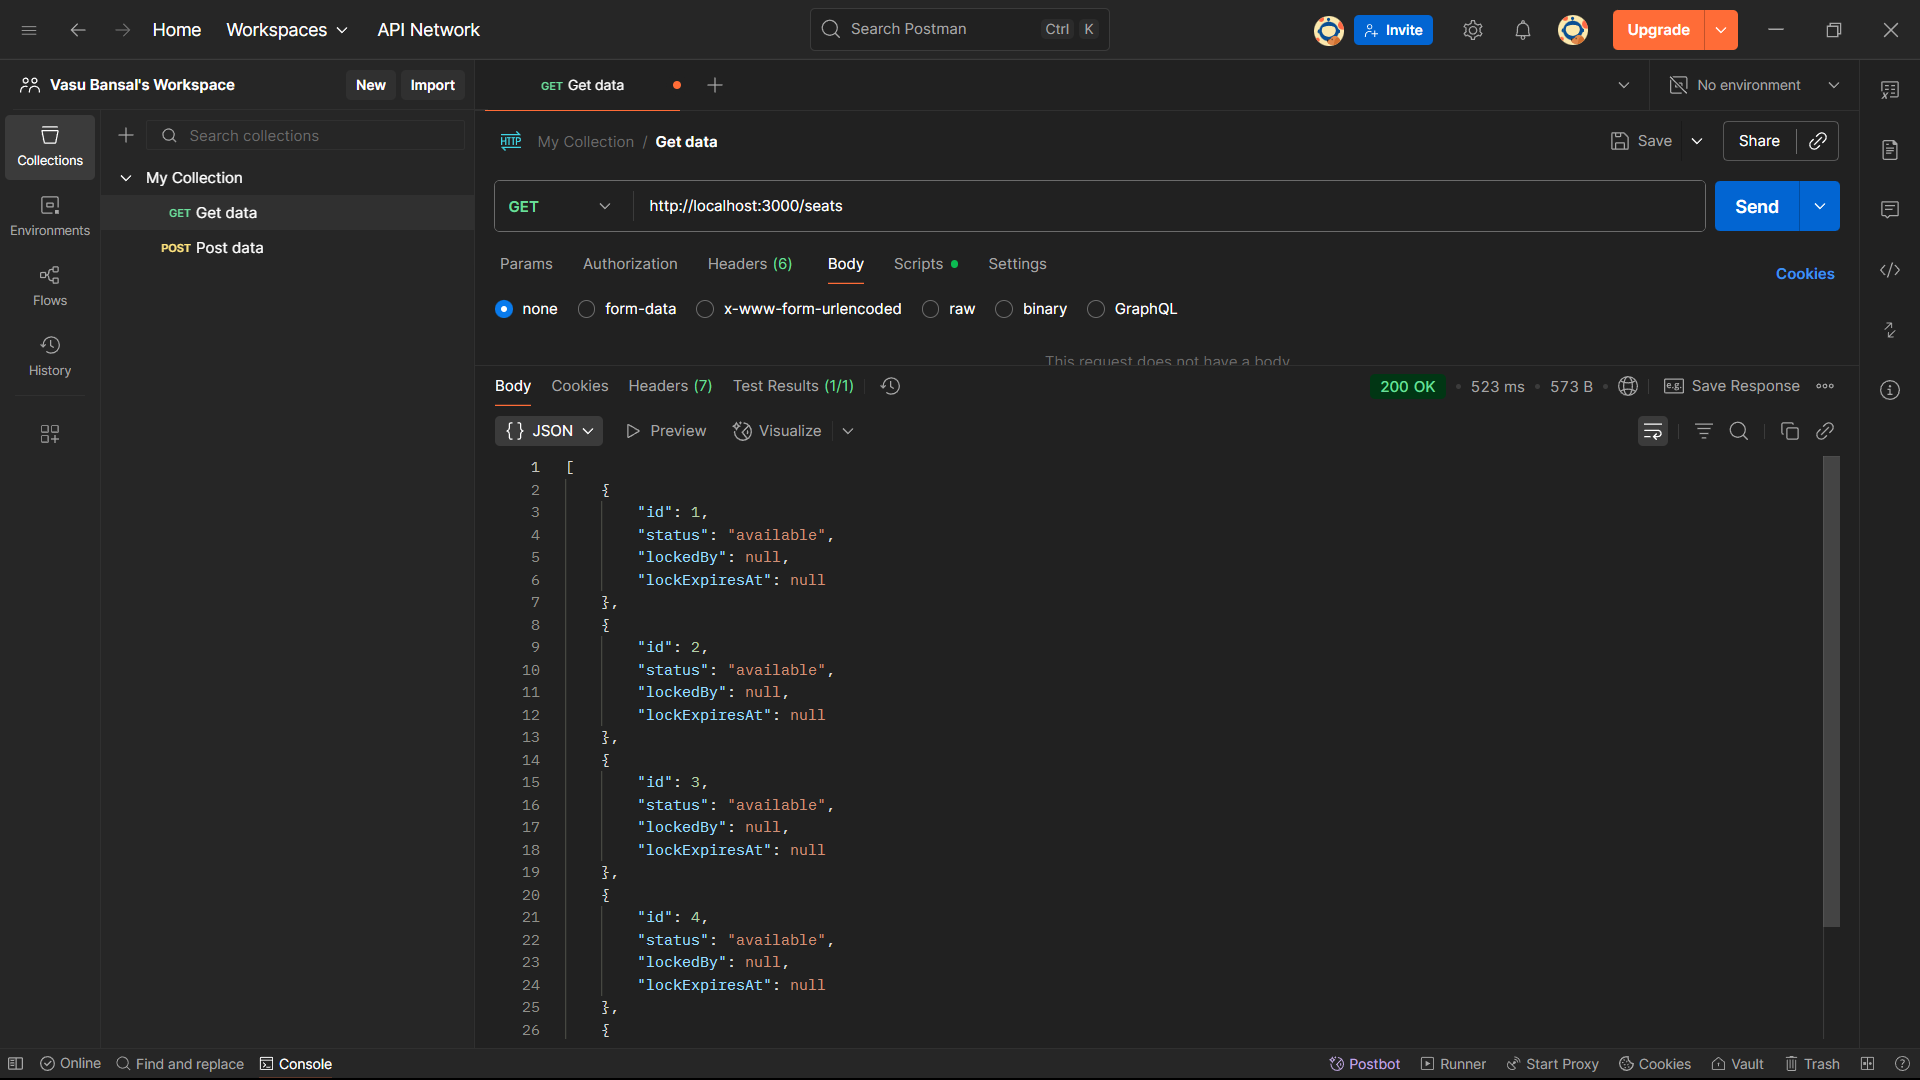 Home Workspaces API Network Search Postman Ctrl K Invite Upgrade
Vasu Bansal's Workspace New Import GET Get data No environment
Collections
Environments
Flows
History
Search collections
My Collection
GET Get data
POST Post data
HTTP My Collection / Get data Save Share
GET http://localhost:3000/seats Send
Params Authorization Headers (6) Body Scripts Settings Cookies
none form-data x-www-form-urlencoded raw binary GraphQL
This request does not have a body
Body Cookies Headers (7) Test Results (1/1) 200 OK • 523 ms • 573 B • e.g. Save Response
{} JSON Preview Visualize
1 [
2 {
3 "id": 1,
4 "status": "available",
5 "lockedBy": null,
6 "lockExpiresAt": null
7 },
8 {
9 "id": 2,
10 "status": "available",
11 "lockedBy": null,
12 "lockExpiresAt": null
13 },
14 {
15 "id": 3,
16 "status": "available",
17 "lockedBy": null,
18 "lockExpiresAt": null
19 },
20 {
21 "id": 4,
22 "status": "available",
23 "lockedBy": null,
24 "lockExpiresAt": null
25 },
26 {
Online Find and replace Console Postbot Runner Start Proxy Cookies Vault Trash